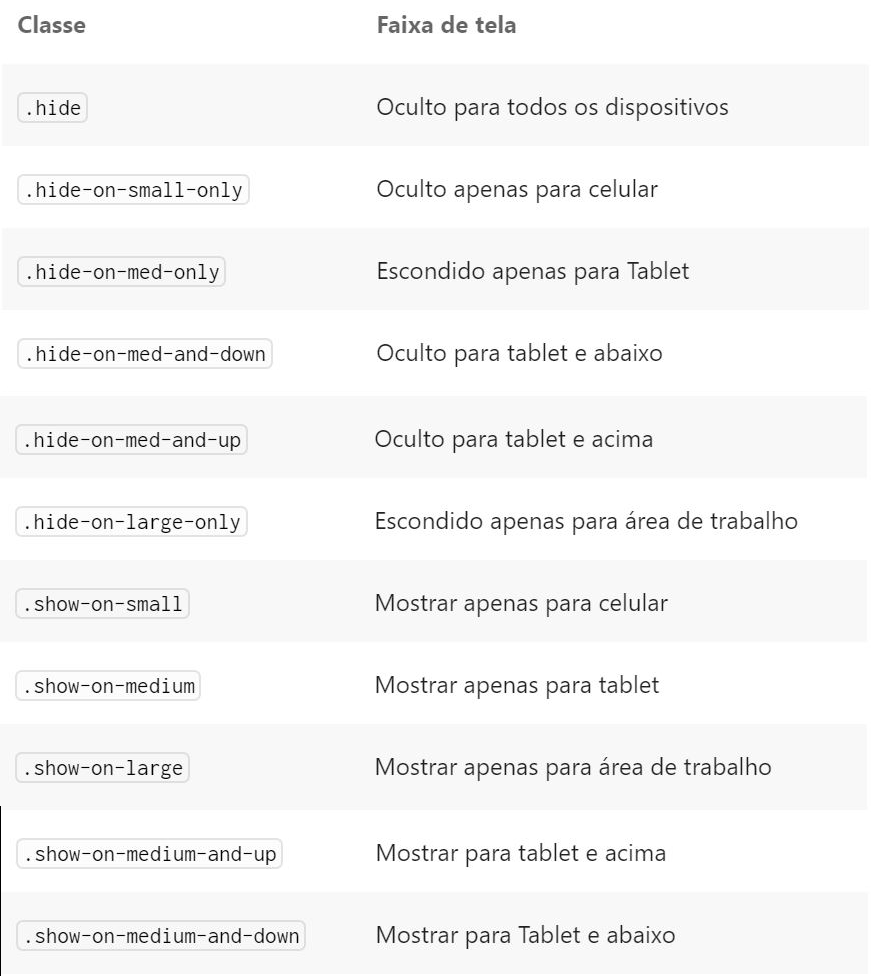 Classe Faixa de tela
.hide Oculto para todos os dispositivos
.hide-on-small-only Oculto apenas para celular
.hide-on-med-only Escondido apenas para Tablet
.hide-on-med-and-down Oculto para tablet e abaixo
.hide-on-med-and-up Oculto para tablet e acima
.hide-on-large-only Escondido apenas para área de trabalho
.show-on-small Mostrar apenas para celular
.show-on-medium Mostrar apenas para tablet
.show-on-large Mostrar apenas para área de trabalho
.show-on-medium-and-up Mostrar para tablet e acima
.show-on-medium-and-down Mostrar para Tablet e abaixo